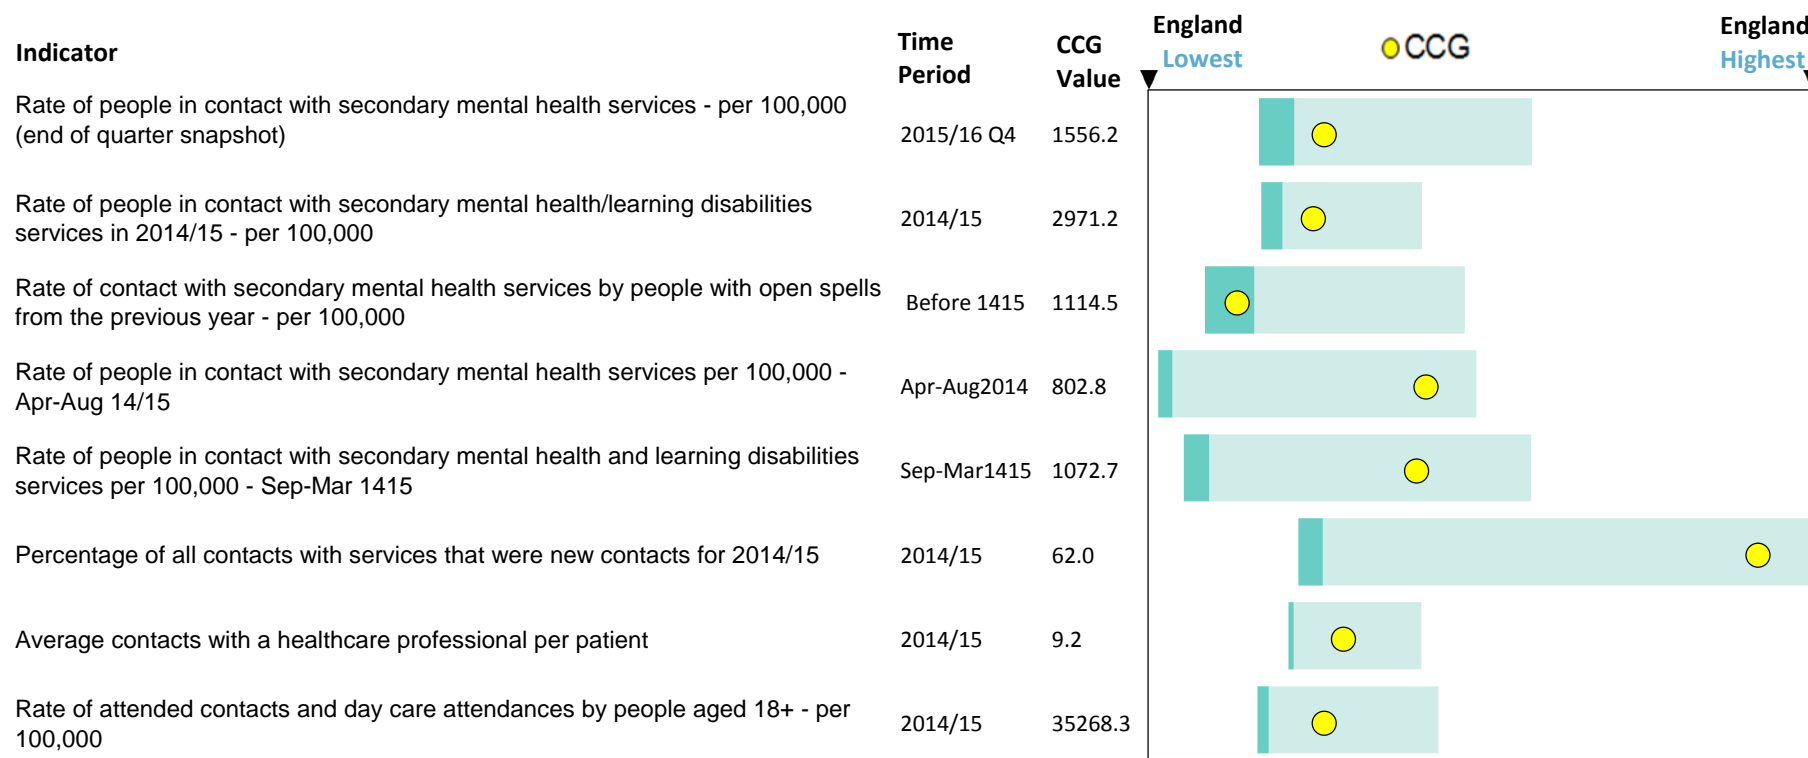 Indicator
Time Period
CCG Value
England Lowest
CCG
England Highest
Rate of people in contact with secondary mental health services - per 100,000
(end of quarter snapshot)
2015/16 Q4 1556.2
Rate of people in contact with secondary mental health/learning disabilities
services in 2014/15 - per 100,000
2014/15 2971.2
Rate of contact with secondary mental health services by people with open spells
from the previous year - per 100,000
Before 1415 1114.5
Rate of people in contact with secondary mental health services per 100,000 -
Apr-Aug 14/15
Apr-Aug2014 802.8
Rate of people in contact with secondary mental health and learning disabilities
services per 100,000 - Sep-Mar 1415
Sep-Mar1415 1072.7
Percentage of all contacts with services that were new contacts for 2014/15
2014/15 62.0
Average contacts with a healthcare professional per patient
2014/15 9.2
Rate of attended contacts and day care attendances by people aged 18+ - per
100,000
2014/15 35268.3